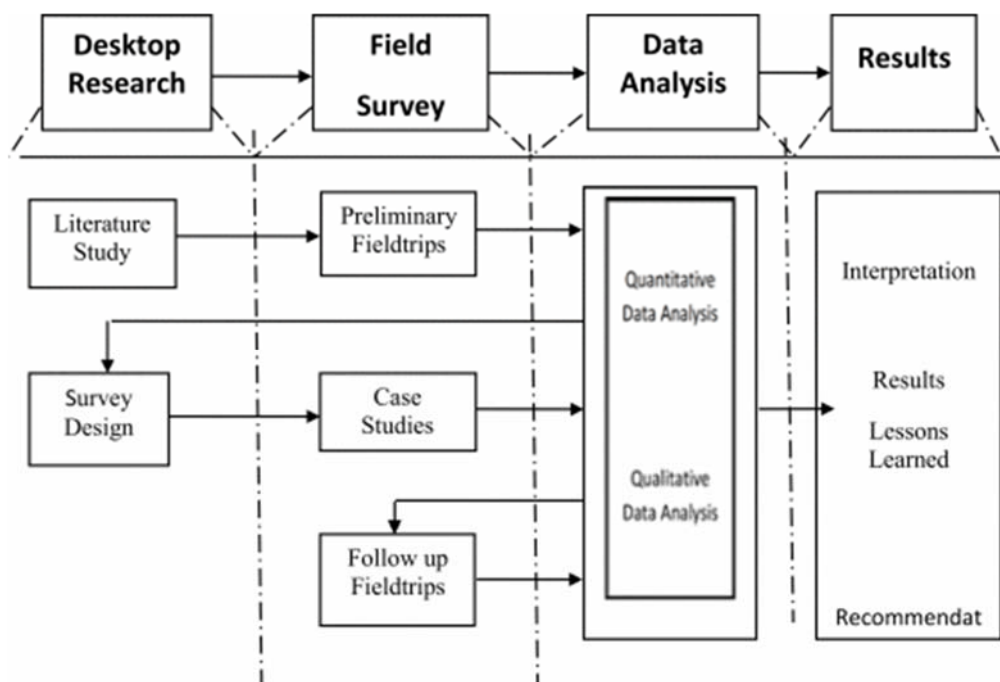 Desktop
Research
Field
Survey
Data
Analysis
Results
Literature
Study
Preliminary
Fieldtrips
Quantitative
Data Analysis
Interpretation
Survey
Design
Case
Studies
Results
Lessons
Learned
Qualitative
Data Analysis
Follow up
Fieldtrips
Recommendat